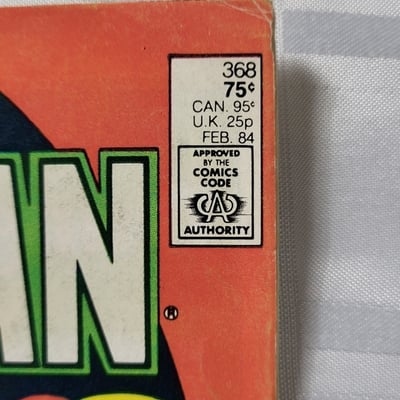 368
75¢
CAN. 95¢
U.K. 25p
FEB. 84
APPROVED
BY THE
COMICS
CODE
CA
AUTHORITY
AN
®